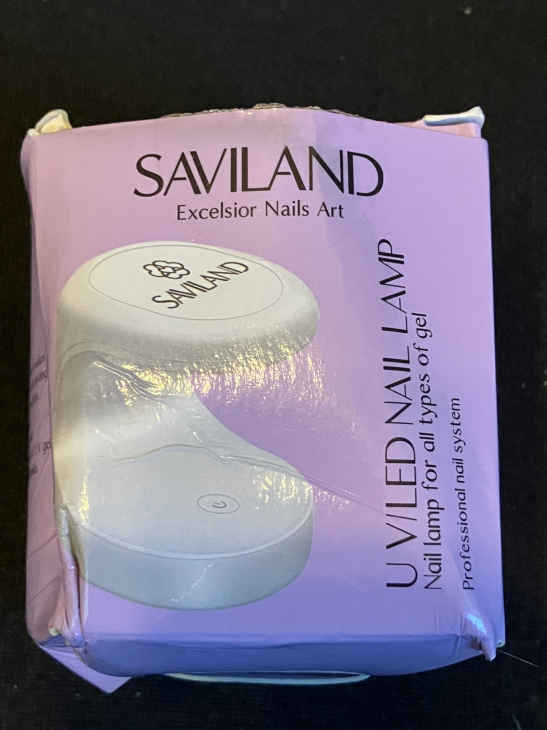 SAVILAND
Excelsior Nails Art
SAVILAND
UV/LED NAIL LAMP
Nail lamp for all types of gel
Professional nail system